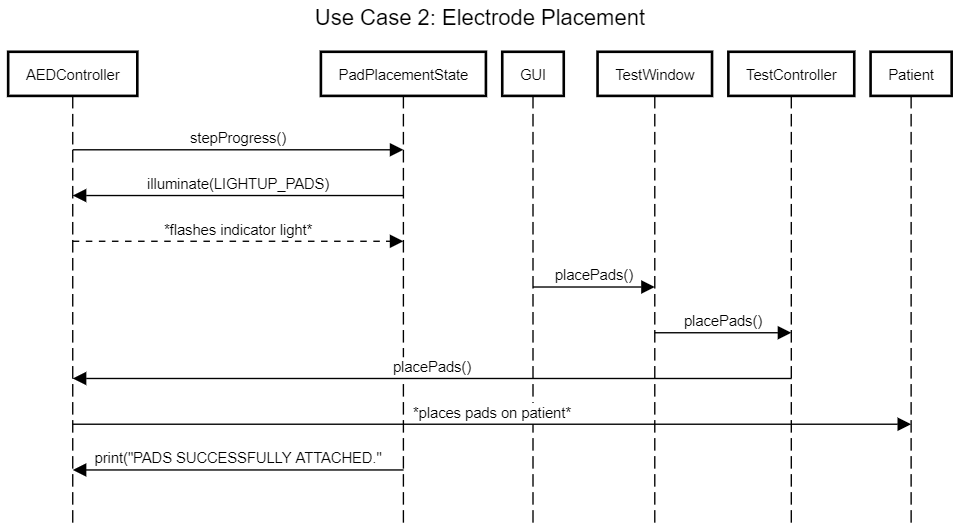 Use Case 2: Electrode Placement
AEDController PadPlacementState GUI TestWindow TestController Patient
stepProgress()
illuminate(LIGHTUP_PADS)
*flashes indicator light*
placePads()
placePads()
placePads()
*places pads on patient*
print("PADS SUCCESSFULLY ATTACHED."